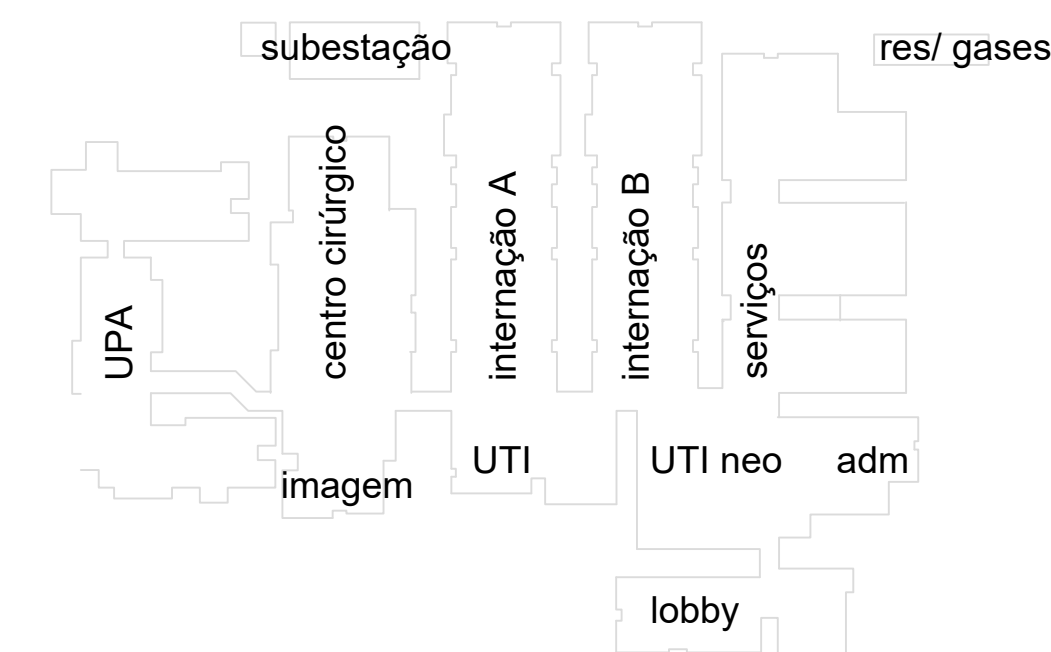 subestação
res/ gases
UPA
centro cirúrgico
internação A
internação B
serviços
imagem
UTI
UTI neo
adm
lobby